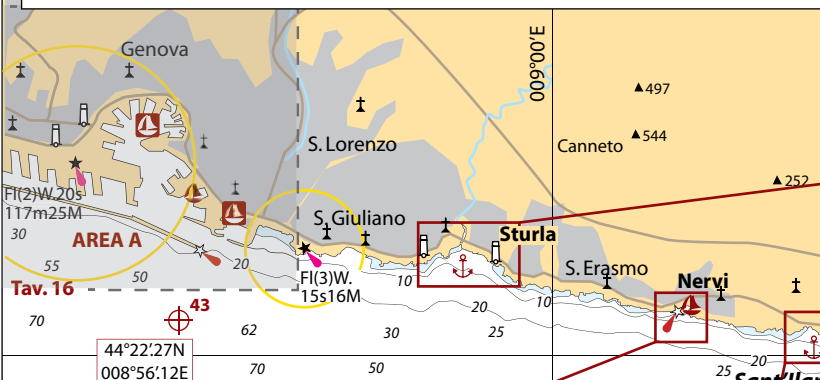 Genova
009°00'E
497
S.Lorenzo
544
Canneto
252
Fl(2)W.20s
117m25M
S.Giuliano
Sturla
30
AREA A
55
50
20
Fl(3)W.
15s16M
10
S.Erasmo
Nervi
Tav. 16
43
20
10
70
62
30
25
44°22'.27N
008°56'.12E
70
50
25
20